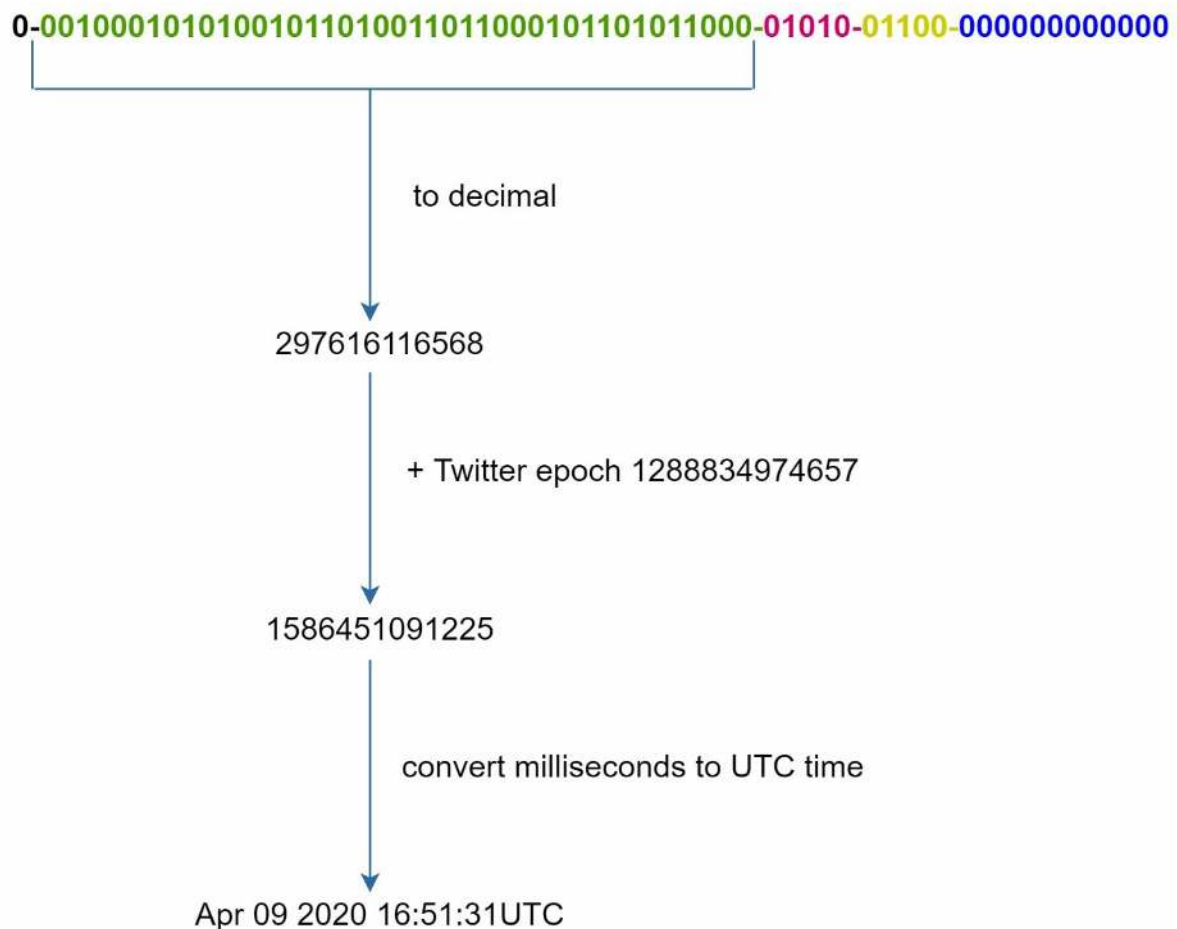 0-00100010101001011010011011000101101011000-01010-01100-000000000000
to decimal
297616116568
+ Twitter epoch 1288834974657
1586451091225
convert milliseconds to UTC time
Apr 09 2020 16:51:31UTC